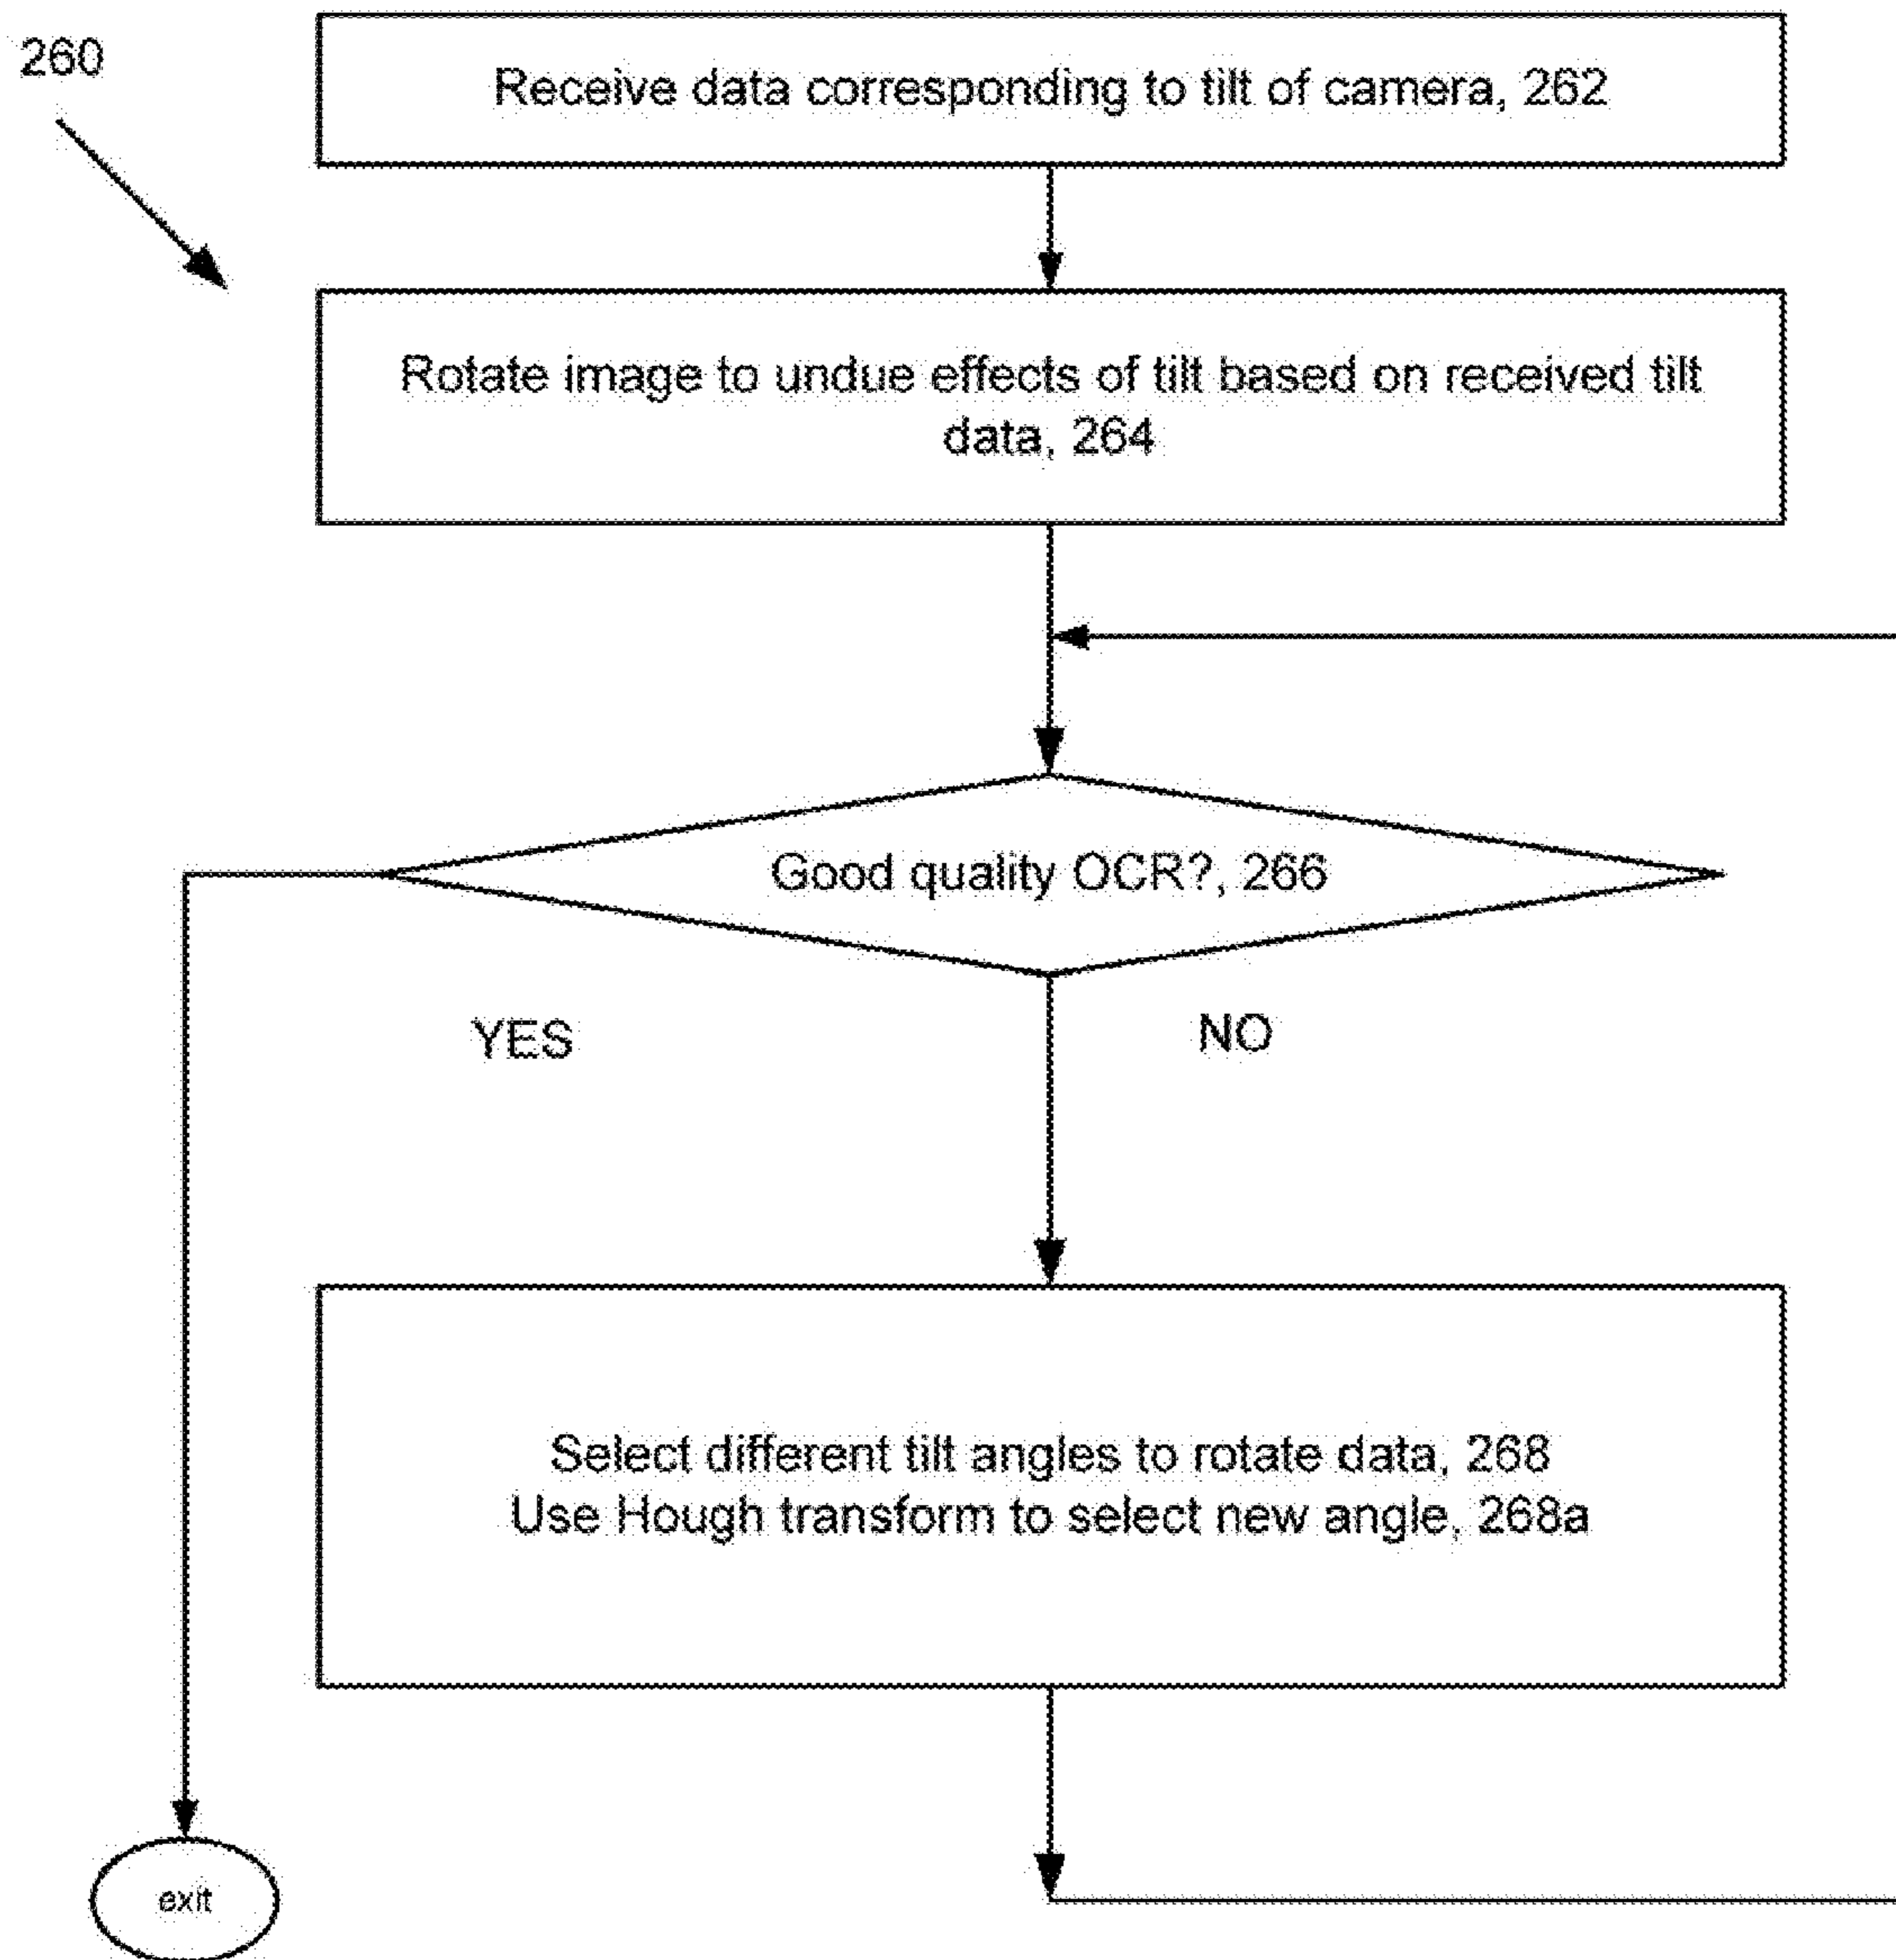 260
Receive data corresponding to tilt of camera, 262
Rotate image to undue effects of tilt based on received tilt
data, 264
Good quality OCR?, 266
YES
NO
Select different tilt angles to rotate data, 268
Use Hough transform to select new angle, 268a
exit